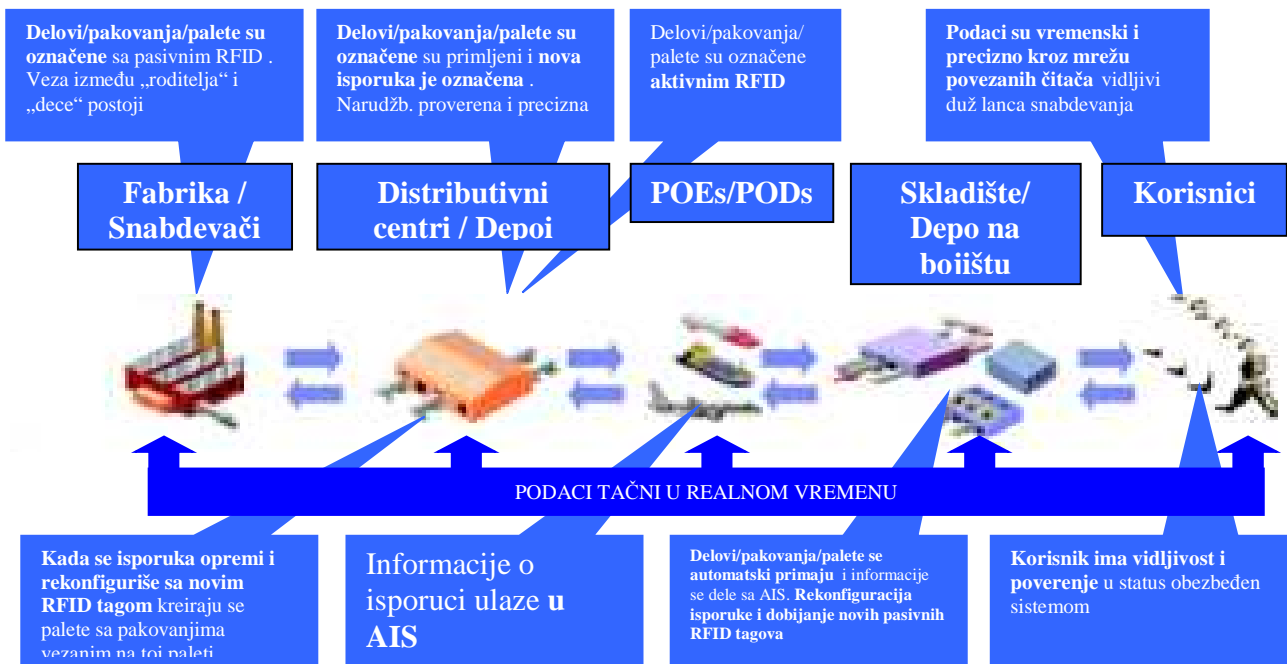 Delovi/pakovanja/palete su
označene sa pasivnim RFID .
Veza između „roditelja“ i
„dece“ postoji
Delovi/pakovanja/palete su
označene su primljeni i nova
isporuka je označena .
Narudžb. proverena i precizna
Delovi/pakovanja/
palete su označene
aktivnim RFID
Podaci su vremenski i
precizno kroz mrežu
povezanih čitača vidljivi
duž lanca snabdevanja
Fabrika /
Snabdevači
Distributivni
centri / Depoi
POEs/PODs
Skladište/
Depo na
bojištu
Korisnici
PODACI TAČNI U REALNOM VREMENU
Kada se isporuka opremi i
rekonfiguriše sa novim
RFID tagom kreiraju se
palete sa pakovanjima
vezanim na toj paleti
Informacije o
isporuci ulaze u
AIS
Delovi/pakovanja/palete se
automatski primaju i informacije
se dele sa AIS. Rekonfiguracija
isporuke i dobijanje novih pasivnih
RFID tagova
Korisnik ima vidljivost i
poverenje u status obezbeđen
sistemom